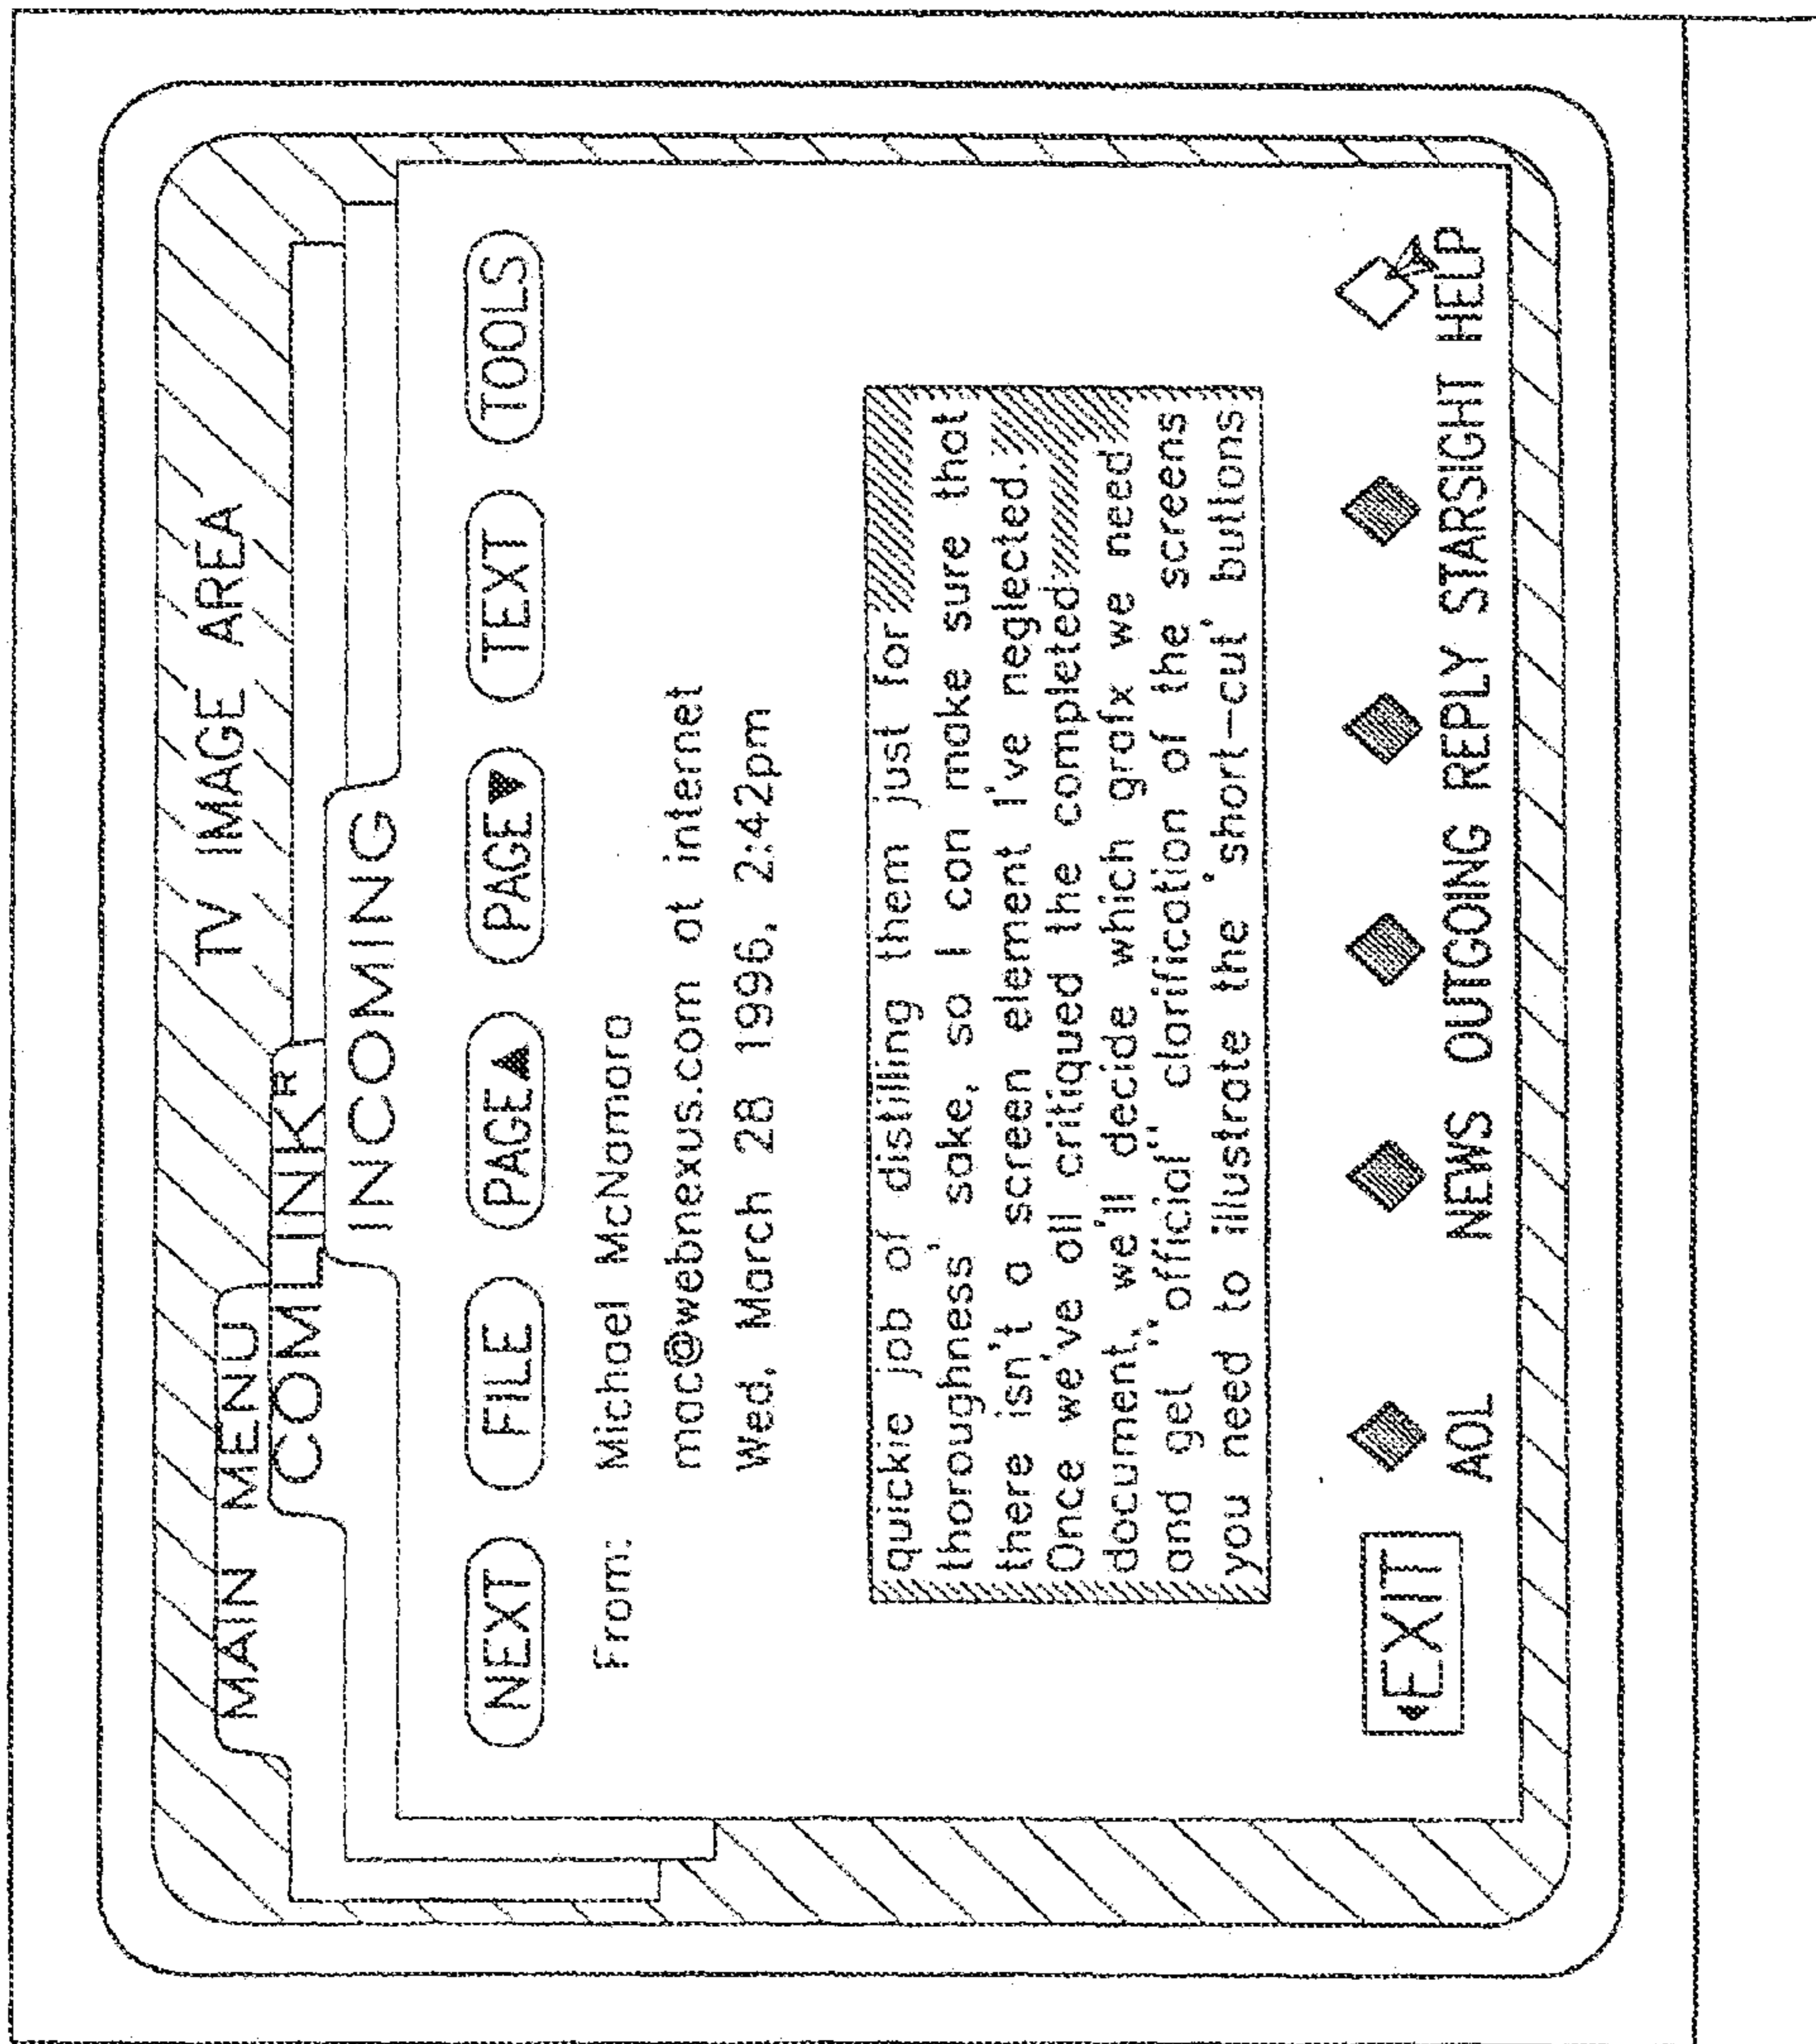 TV IMAGE AREA
MAIN MENU
COMLINK R
INCOMING
NEXT FILE PAGE▲ PAGE▼ TEXT TOOLS
From: Michael McNamara
mac@webnexus.com at internet
Wed, March 28 1996, 2:42pm
quickie job of distilling them just for
thoroughness' sake, so I can make sure that
there isn't a screen element I've neglected.
Once we've all critiqued the completed
document, we'll decide which grafx we need
and get "official" clarification of the screens
you need to illustrate the 'short-cut' buttons
◂EXIT AOL NEWS OUTGOING REPLY STARSIGHT HELP